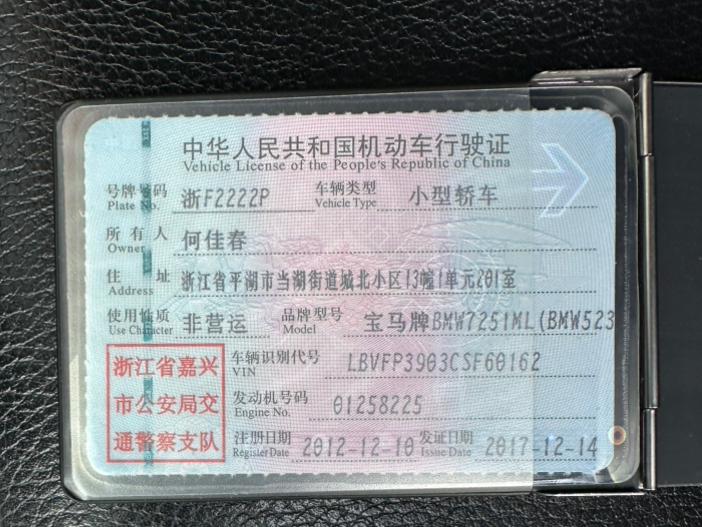 中华人民共和国机动车行驶证
Vehicle License of the People's Republic of China
号牌号码 浙F2222P 车辆类型 小型轿车
Plate No. Vehicle Type
所有人 何佳春
Owner
住址 浙江省平湖市当湖街道城北小区13幢1单元201室
Address
使用性质 非营运 品牌型号 宝马牌BMW7251ML(BMW523
Use Character Model
浙江省嘉兴
市公安局交
通警察支队
车辆识别代号 LBVFP3903CSF60162
VIN
发动机号码 01258225
Engine No.
注册日期 2012-12-10 发证日期 2017-12-14
Register Date Issue Date